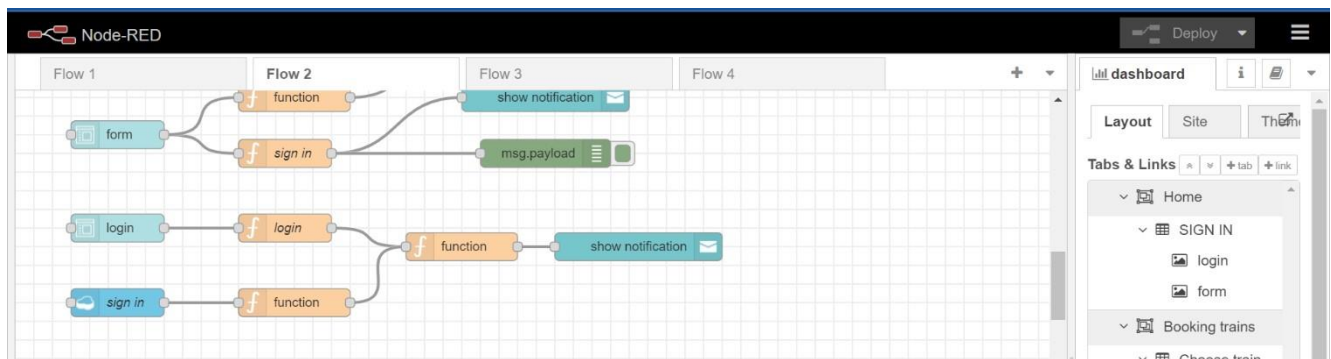 Node-RED
Deploy
Flow 1
Flow 2
Flow 3
Flow 4
dashboard
i
function
show notification
form
sign in
msg.payload
login
login
function
show notification
sign in
function
Layout
Site
Tabs & Links
+ tab
+ link
Home
SIGN IN
login
form
Booking trains
Choose train